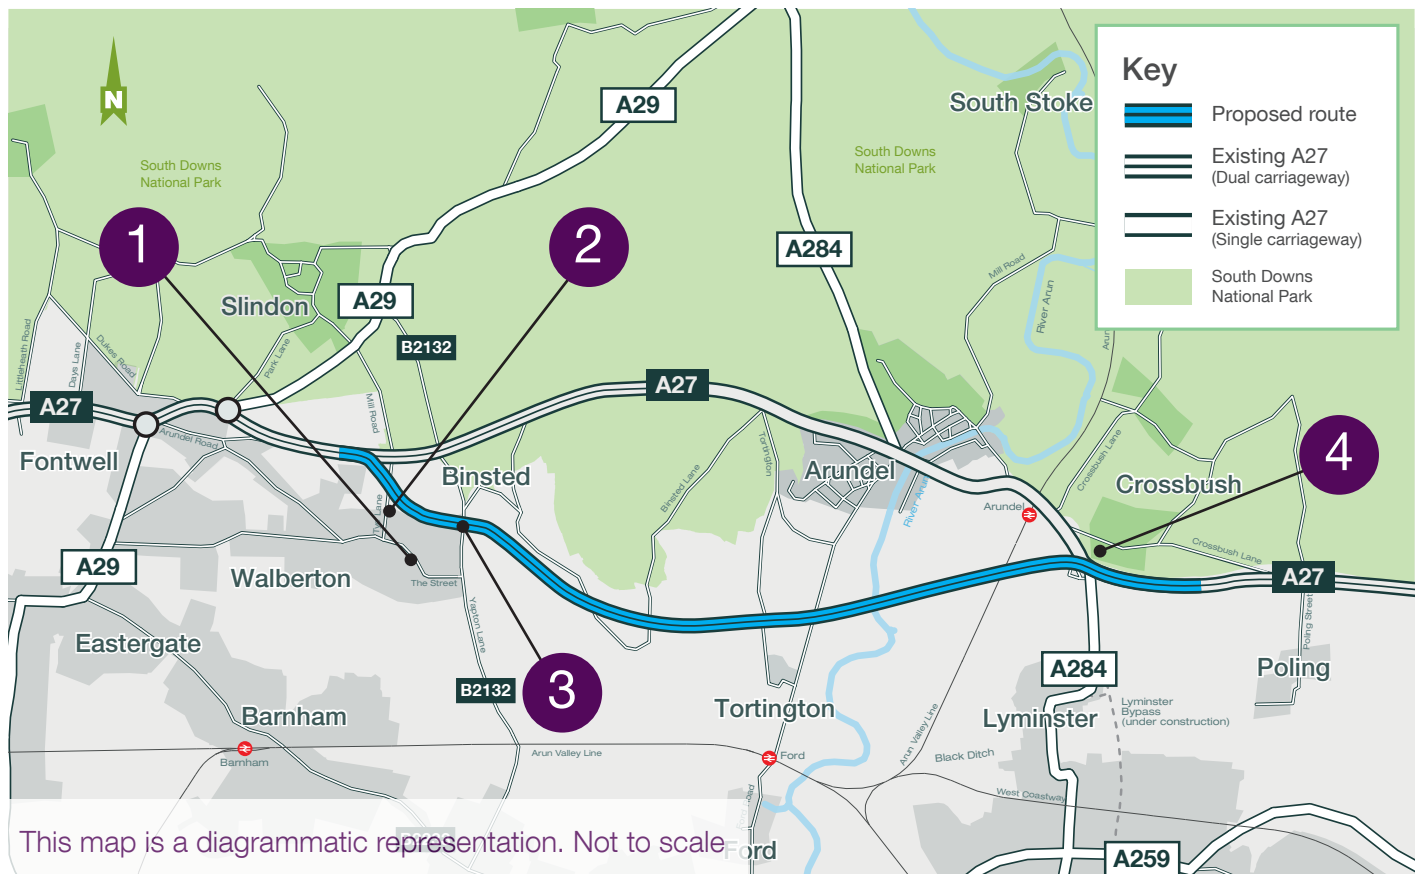 N
South Downs
National Park
1
2
A29
A284
South Stoke
South Downs
National Park
Key
Proposed route
Existing A27
(Dual carriageway)
Existing A27
(Single carriageway)
South Downs
National Park
Mill Road
River Arun
Slindon
A29
B2132
Littleheath Road
Days Lane
Dukes Road
Park Lane
Mill Road
A27
A27
Arundel Road
Fontwell
Binsted
Binsted Lane
Tortington
Arundel
River Arun
Arundel
Crossbush Lane
Crossbush
4
Crossbush Lane
A27
A29
Walberton
The Street
Yapton Lane
Eastergate
B2132
3
Poling Street
Poling
A284
Lyminster
Bypass
(under construction)
Lyminster
Tortington
Barnham
Barnham
Arun Valley Line
Ford
Arun Valley Line
Black Ditch
West Coastway
This map is a diagrammatic representation. Not to scale
Ford
A259